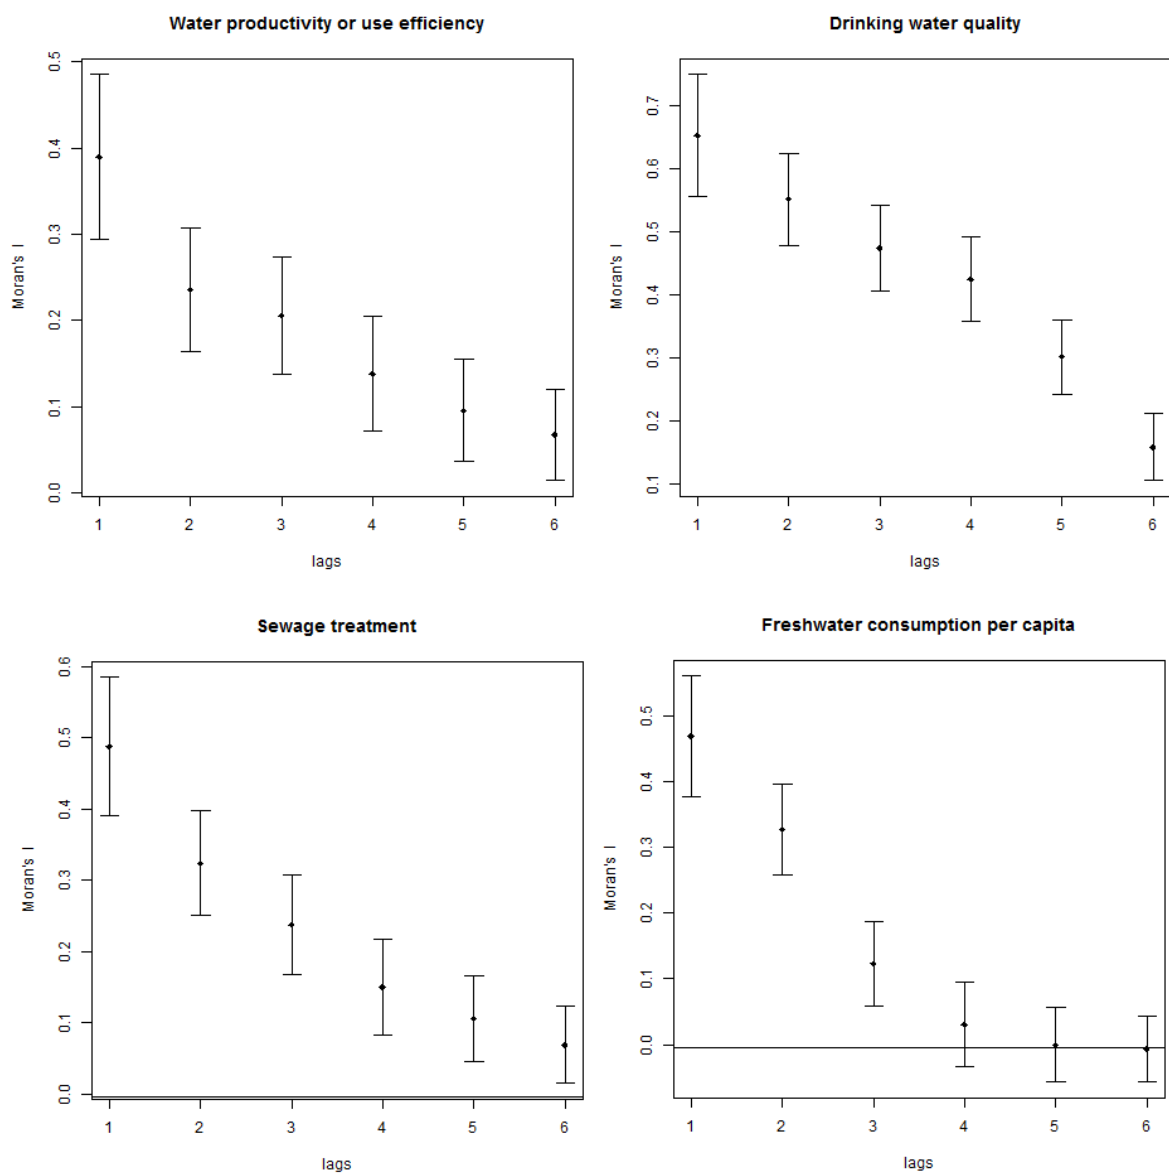 Water productivity or use efficiency
Moran's I
0.5
0.4
0.3
0.2
0.1
0.0
1 2 3 4 5 6
lags
Drinking water quality
Moran's I
0.7
0.6
0.5
0.4
0.3
0.2
0.1
1 2 3 4 5 6
lags
Sewage treatment
Moran's I
0.6
0.5
0.4
0.3
0.2
0.1
0.0
1 2 3 4 5 6
lags
Freshwater consumption per capita
Moran's I
0.5
0.4
0.3
0.2
0.1
0.0
1 2 3 4 5 6
lags